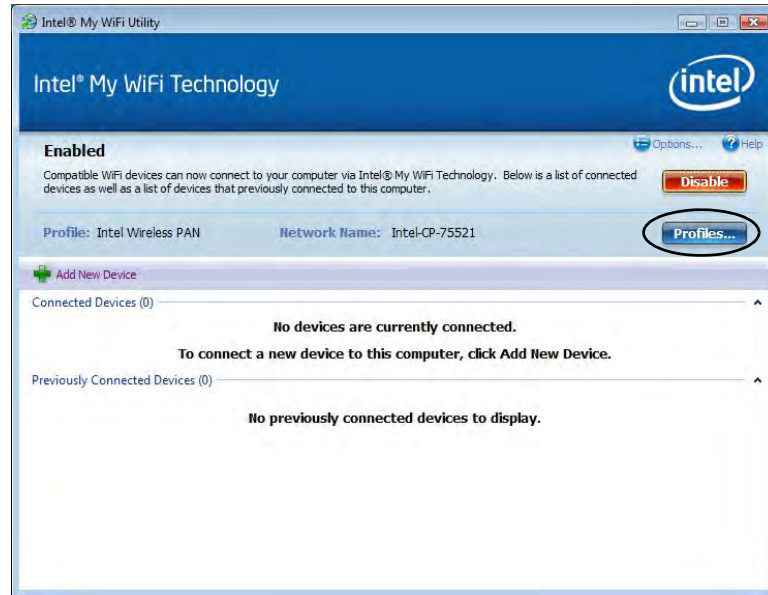 Intel® My WiFi Utility
Intel® My WiFi Technology
intel
Enabled
Options...
Help
Compatible WiFi devices can now connect to your computer via Intel® My WiFi Technology. Below is a list of connected
devices as well as a list of devices that previously connected to this computer.
Disable
Profile: Intel Wireless PAN
Network Name: Intel-CP-75521
Profiles...
Add New Device
Connected Devices (0)
No devices are currently connected.
To connect a new device to this computer, click Add New Device.
Previously Connected Devices (0)
No previously connected devices to display.